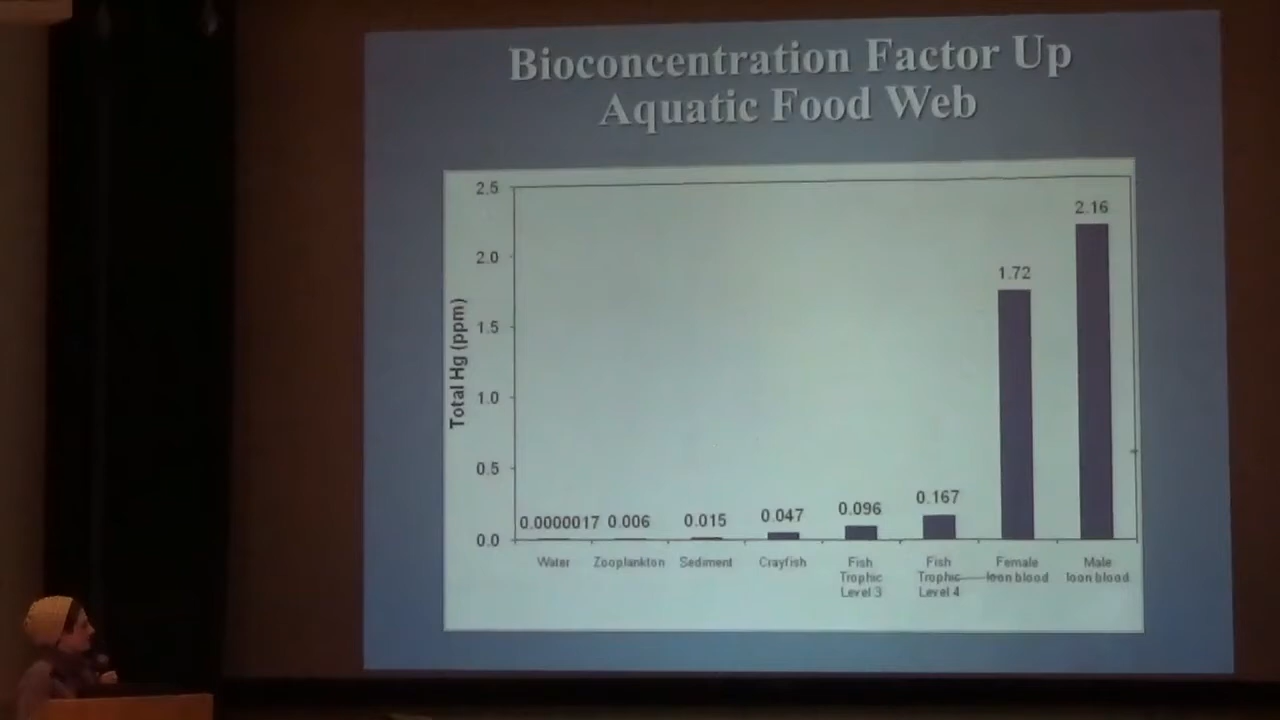 Bioconcentration Factor Up
Aquatic Food Web
Total Hg (ppm)
2.5
2.0
1.5
1.0
0.5
0.0
0.0000017 0.006 0.015 0.047 0.096 0.167 1.72 2.16
Water Zooplankton Sediment Crayfish Fish Fish Female Male
Trophic Trophic loon blood loon blood
Level 3 Level 4